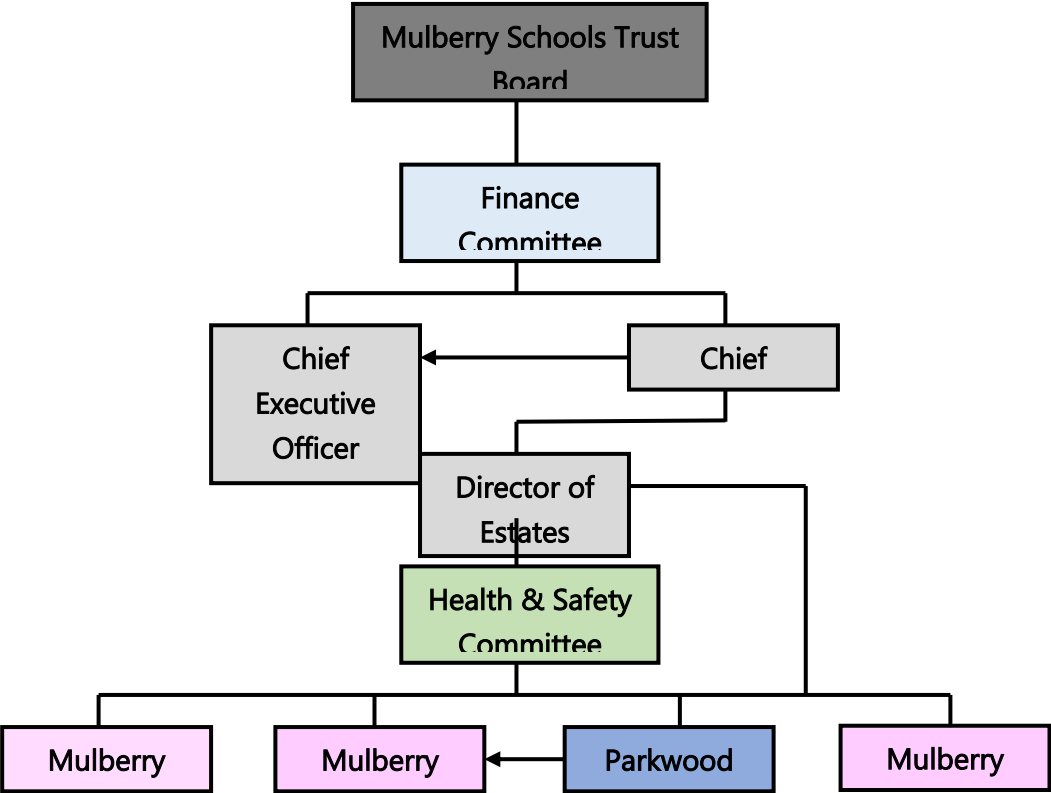 Mulberry Schools Trust
Board
Finance
Committee
Chief
Executive
Officer
Chief
Director of
Estates
Health & Safety
Committee
Mulberry
Mulberry
Parkwood
Mulberry